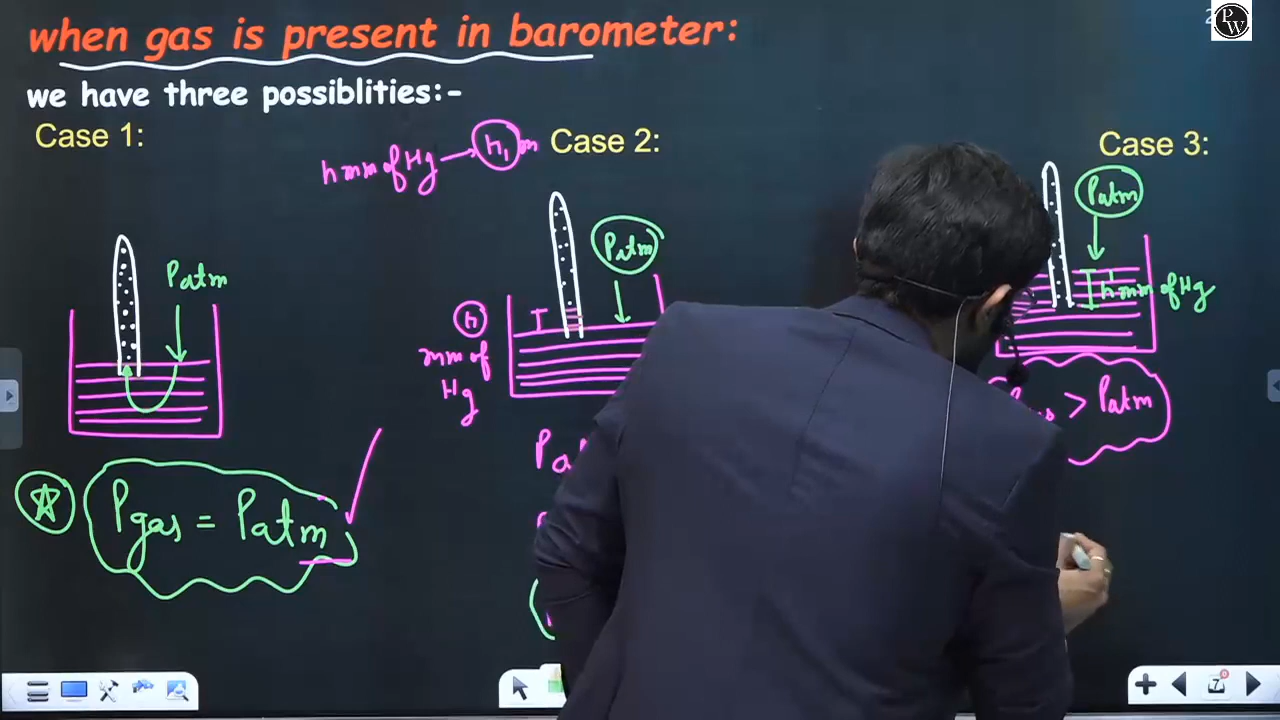 when gas is present in barometer:
we have three possiblities:-
Case 1:
h mm of Hg → h₁ m
Case 2:
Case 3:
Patm
Patm
Patm
h
mm of
Hg
h' mm of Hg
> Patm
Pgas = Patm
PW